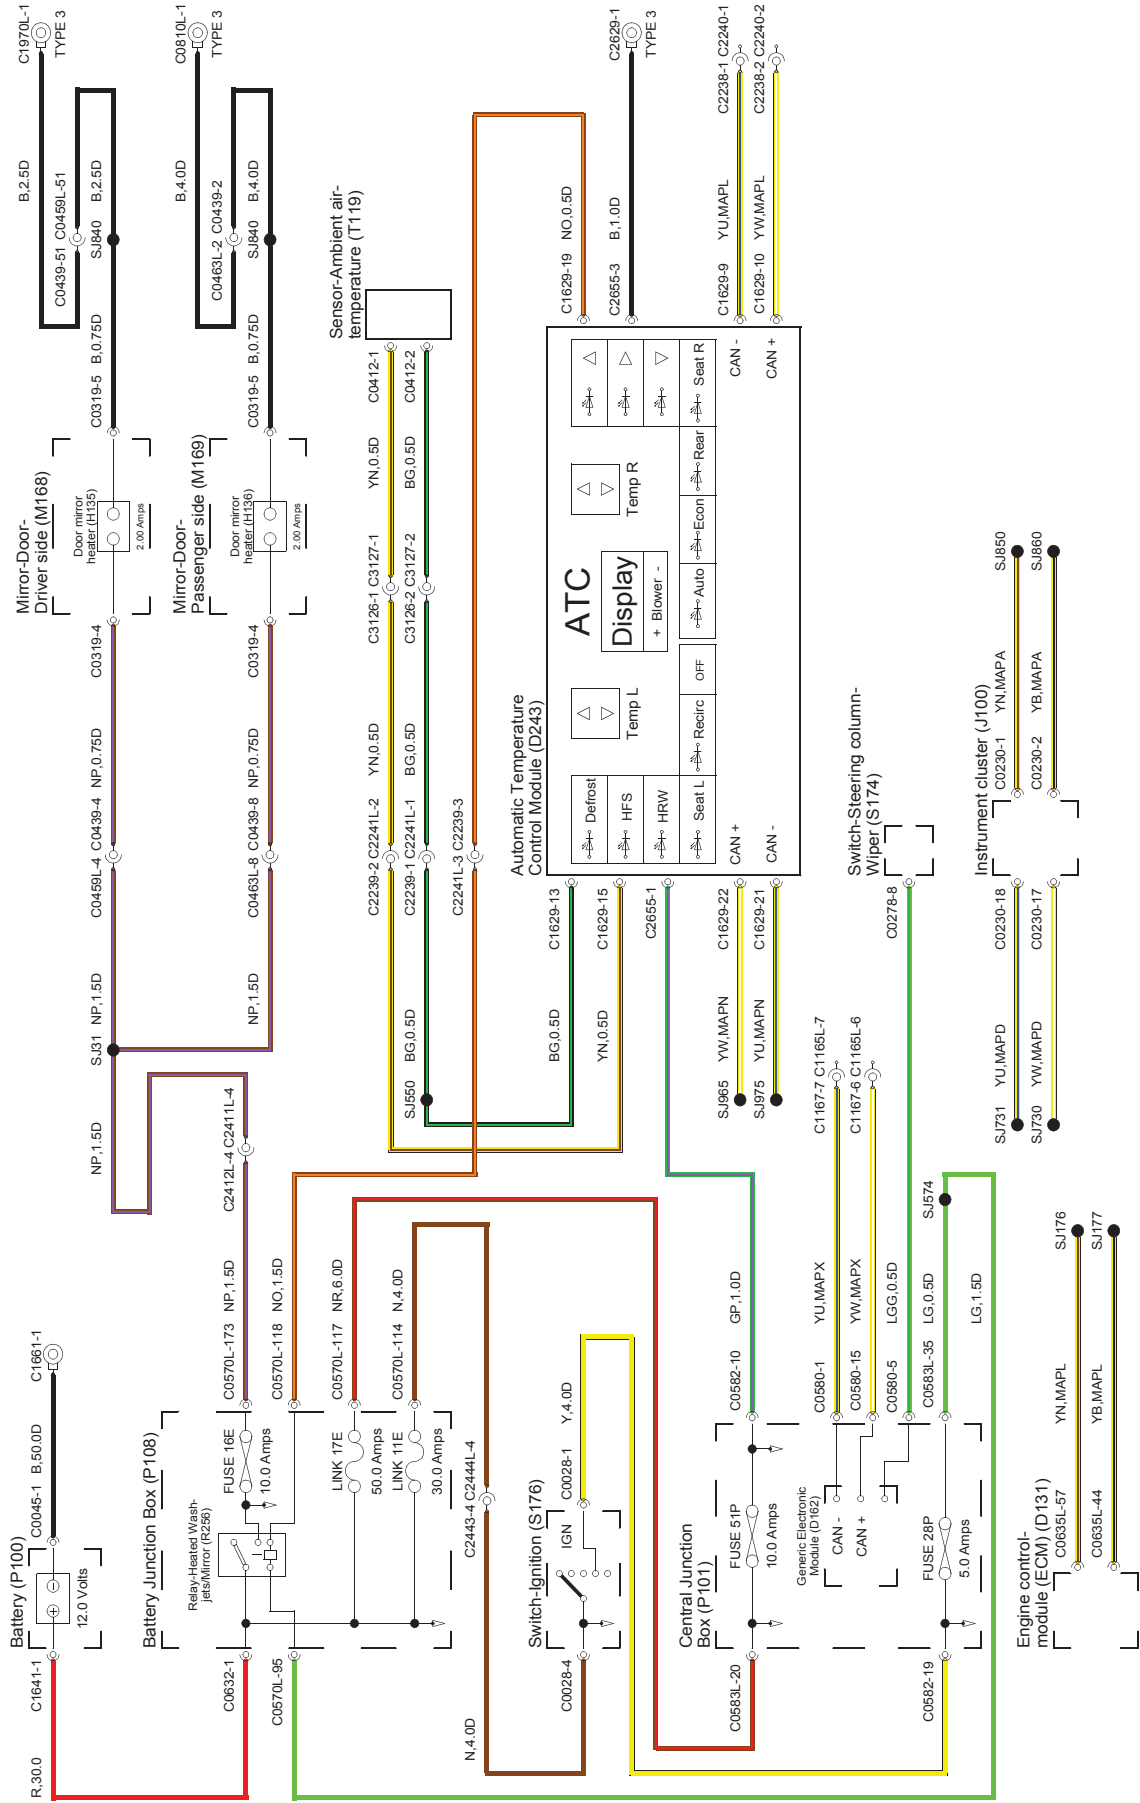 C1970L-1
TYPE 3
B,2.5D
C0439-51 C0459L-51
B,2.5D
SJ840
B,0.75D
C0319-5
Mirror-Door-
Driver side (M168)
Door mirror
heater (H135)
2.00 Amps
C0319-4
NP,0.75D
C0459L-4 C0439-4
NP,1.5D
SJ31
NP,1.5D
C0810L-1
TYPE 3
B,4.0D
C0463L-2 C0439-2
B,4.0D
SJ840
B,0.75D
C0319-5
Mirror-Door-
Passenger side (M169)
Door mirror
heater (H136)
2.00 Amps
C0319-4
NP,0.75D
C0463L-8 C0439-8
NP,1.5D
C2412L-4 C2411L-4
Sensor-Ambient air-
temperature (T119)
C0412-1
C0412-2
YN,0.5D
BG,0.5D
C3126-1 C3127-1
C3126-2 C3127-2
YN,0.5D
BG,0.5D
C2239-2 C2241L-2
C2239-1 C2241L-1
C2241L-3 C2239-3
BG,0.5D
SJ550
C2629-1
TYPE 3
B,1.0D
C2655-3
NO,0.5D
C1629-19
C2238-1 C2240-1
C2238-2 C2240-2
YU,MAPL
YW,MAPL
C1629-9
C1629-10
Automatic Temperature
Control Module (D243)
ATC
Display
+ Blower -
Temp L
Temp R
Defrost
HFS
HRW
Seat L
Recirc
OFF
Auto
Econ
Rear
Seat R
CAN -
CAN +
CAN +
CAN -
C1629-13
C1629-15
C2655-1
C1629-22
C1629-21
BG,0.5D
YN,0.5D
YW,MAPN
YU,MAPN
SJ965
SJ975
Battery (P100)
C1661-1
B,50.0D
C0045-1
12.0 Volts
C1641-1
R,30.0
Battery Junction Box (P108)
Relay-Heated Wash-
jets/Mirror (R256)
FUSE 16E
10.0 Amps
LINK 17E
50.0 Amps
LINK 11E
30.0 Amps
C0632-1
C0570L-95
C0570L-173
NP,1.5D
C0570L-118
NO,1.5D
C0570L-117
NR,6.0D
C0570L-114
N,4.0D
C2443-4 C2444L-4
N,4.0D
Switch-Ignition (S176)
IGN
C0028-4
C0028-1
Y,4.0D
Central Junction
Box (P101)
FUSE 51P
10.0 Amps
Generic Electronic
Module (D162)
CAN -
CAN +
FUSE 28P
5.0 Amps
C0583L-20
C0582-19
C0582-10
GP,1.0D
C0580-1
YU,MAPX
C0580-15
YW,MAPX
C0580-5
LGG,0.5D
C0583L-35
LG,0.5D
LG,1.5D
SJ574
C1167-7 C1165L-7
C1167-6 C1165L-6
Switch-Steering column-
Wiper (S174)
C0278-8
Instrument cluster (J100)
C0230-1
YN,MAPA
SJ850
C0230-2
YB,MAPA
SJ860
C0230-18
YU,MAPD
SJ731
C0230-17
YW,MAPD
SJ730
Engine control-
module (ECM) (D131)
C0635L-57
YN,MAPL
SJ176
C0635L-44
YB,MAPL
SJ177